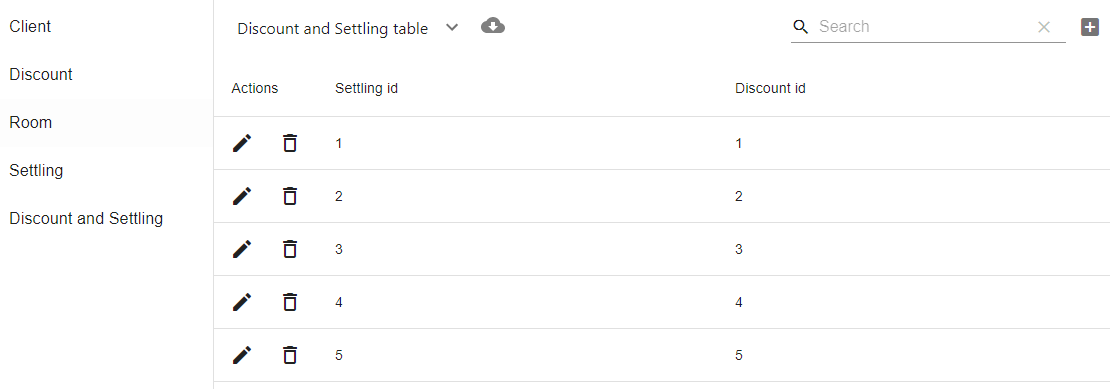 Client
Discount
Room
Settling
Discount and Settling
Discount and Settling table
Search
Actions Settling id Discount id
1 1
2 2
3 3
4 4
5 5